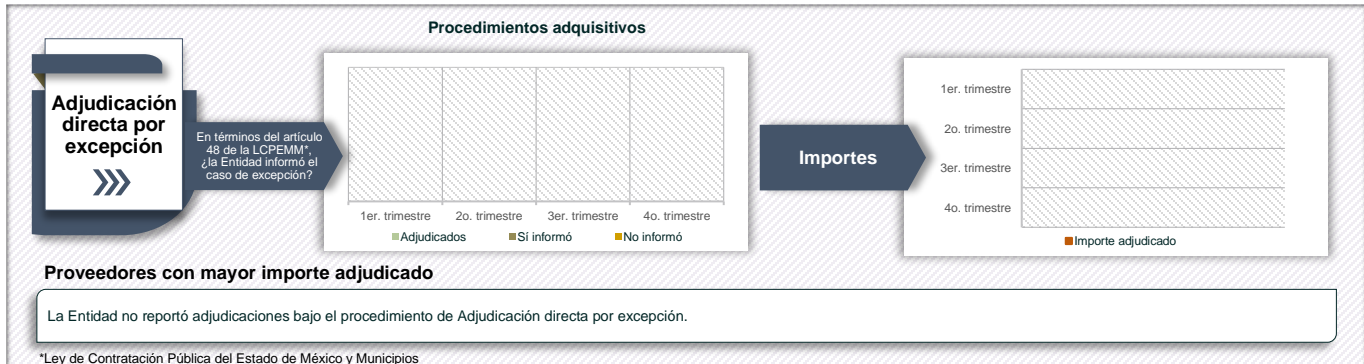 Procedimientos adquisitivos
Adjudicación
directa por
excepción
En términos del artículo
48 de la LCPEMM*,
¿la Entidad informó el
caso de excepción?
1er. trimestre 2o. trimestre 3er. trimestre 4o. trimestre
Adjudicados Sí informó No informó
Importes
1er. trimestre
2o. trimestre
3er. trimestre
4o. trimestre
Importe adjudicado
Proveedores con mayor importe adjudicado
La Entidad no reportó adjudicaciones bajo el procedimiento de Adjudicación directa por excepción.
*Ley de Contratación Pública del Estado de México y Municipios